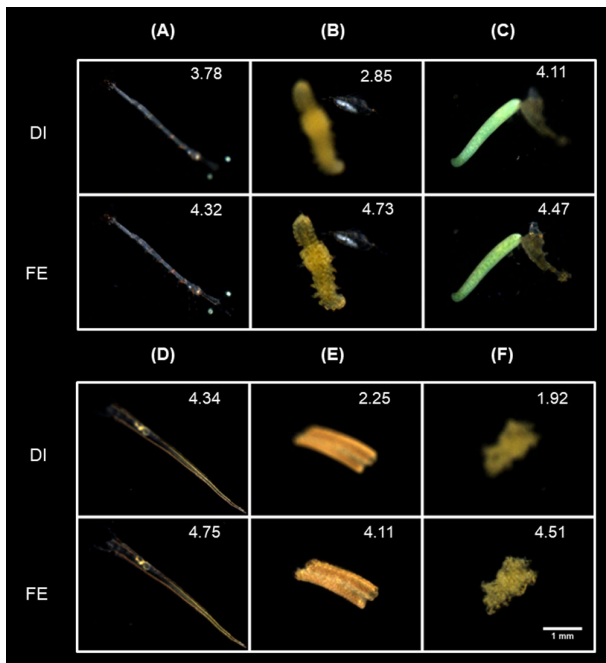 (A) (B) (C)
DI 3.78 2.85 4.11
FE 4.32 4.73 4.47
(D) (E) (F)
DI 4.34 2.25 1.92
FE 4.75 4.11 4.51
1 mm